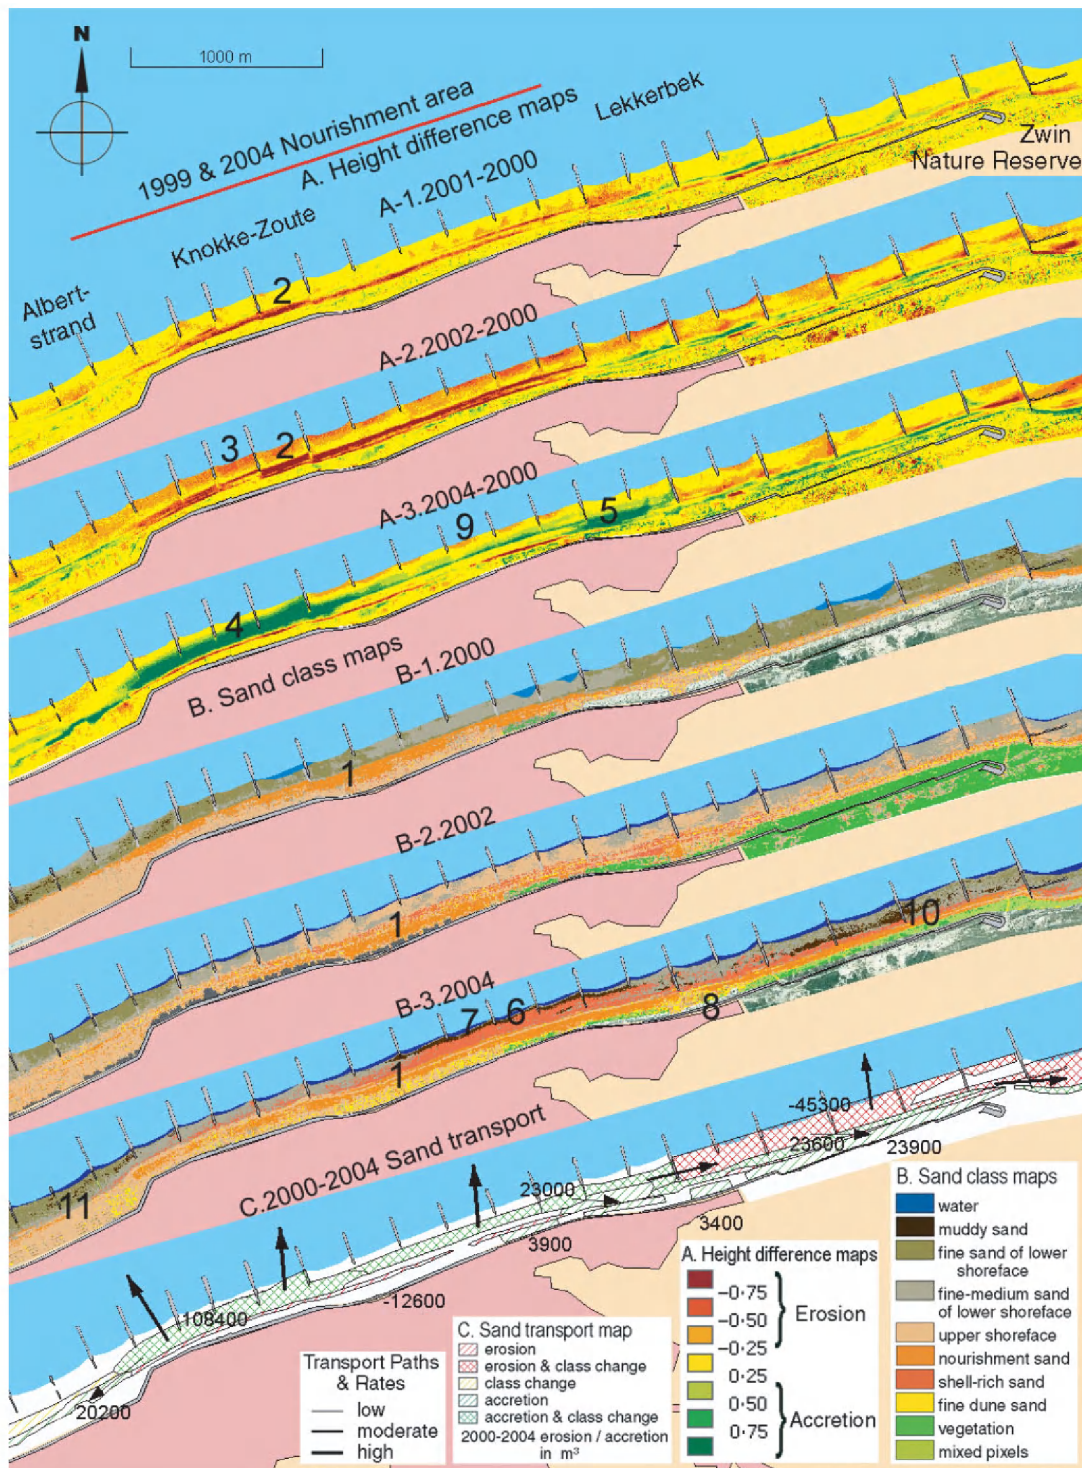 N
1000 m
1999 & 2004 Nourishment area
A. Height difference maps
Lekkerbek
Zwin
Nature Reserve
A-1.2001-2000
Knokke-Zoute
Albert-
strand
2
A-2.2002-2000
3
2
A-3.2004-2000
9
5
4
B. Sand class maps
B-1.2000
1
B-2.2002
1
B-3.2004
10
7
6
8
1
11
C.2000-2004 Sand transport
-45300
23600
23900
23000
3400
3900
-12600
108400
20200
Transport Paths
& Rates
low
moderate
high
C. Sand transport map
erosion
erosion & class change
class change
accretion
accretion & class change
2000-2004 erosion / accretion
in m³
A. Height difference maps
−0·75
−0·50
−0·25
0·25
0·50
0·75
Erosion
Accretion
B. Sand class maps
water
muddy sand
fine sand of lower
shoreface
fine-medium sand
of lower shoreface
upper shoreface
nourishment sand
shell-rich sand
fine dune sand
vegetation
mixed pixels